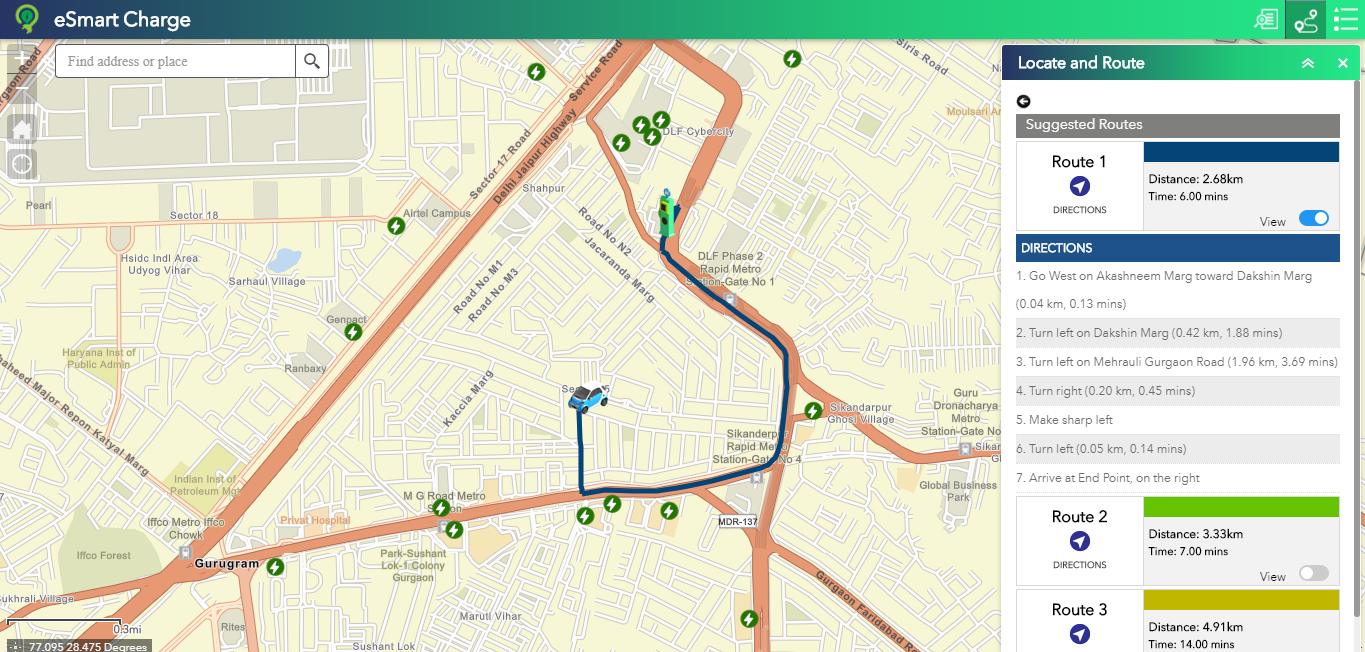 eSmart Charge
Find address or place
Siris Road
Service Road
Moulsari
DLF Cybercity
Sector 17 Road
Delhi Jaipur Highway
Pearl
Shahpur
Sector 18
Airtel Campus
Road No N2
Jacaranda Marg
Hsidc Indl Area
Udyog Vihar
DLF Phase 2
Rapid Metro
Station-Gate No 1
Sarhaul Village
Road No M1
Road No M3
Genpact
Haryana Inst of
Public Admin
Ranbaxy
Kaccia Marg
Guru
Dronacharya
Metro
Station-Gate No
Sikandarpur
Ghosi Village
Sikanderpur
Rapid Metro
Station-Gate No 4
Shaheed Major Repon Katyal Marg
Indian Inst of
Petroleum Mgt
Global Business
Park
M G Road Metro
Station
MDR-137
Iffco Metro Iffco
Chowk
Privat Hospital
Iffco Forest
Gurugram
Park-Sushant
Lok-1 Colony
Gurgaon
Gurgaon Faridabad Road
Sukhrali Village
Maruti Vihar
Rites
Sushant Lok
0.3mi
77.095 28.475 Degrees
Locate and Route
Suggested Routes
Route 1
DIRECTIONS
Distance: 2.68km
Time: 6.00 mins
View
DIRECTIONS
1. Go West on Akashneem Marg toward Dakshin Marg
(0.04 km, 0.13 mins)
2. Turn left on Dakshin Marg (0.42 km, 1.88 mins)
3. Turn left on Mehrauli Gurgaon Road (1.96 km, 3.69 mins)
4. Turn right (0.20 km, 0.45 mins)
5. Make sharp left
6. Turn left (0.05 km, 0.14 mins)
7. Arrive at End Point, on the right
Route 2
DIRECTIONS
Distance: 3.33km
Time: 7.00 mins
View
Route 3
Distance: 4.91km
Time: 14.00 mins